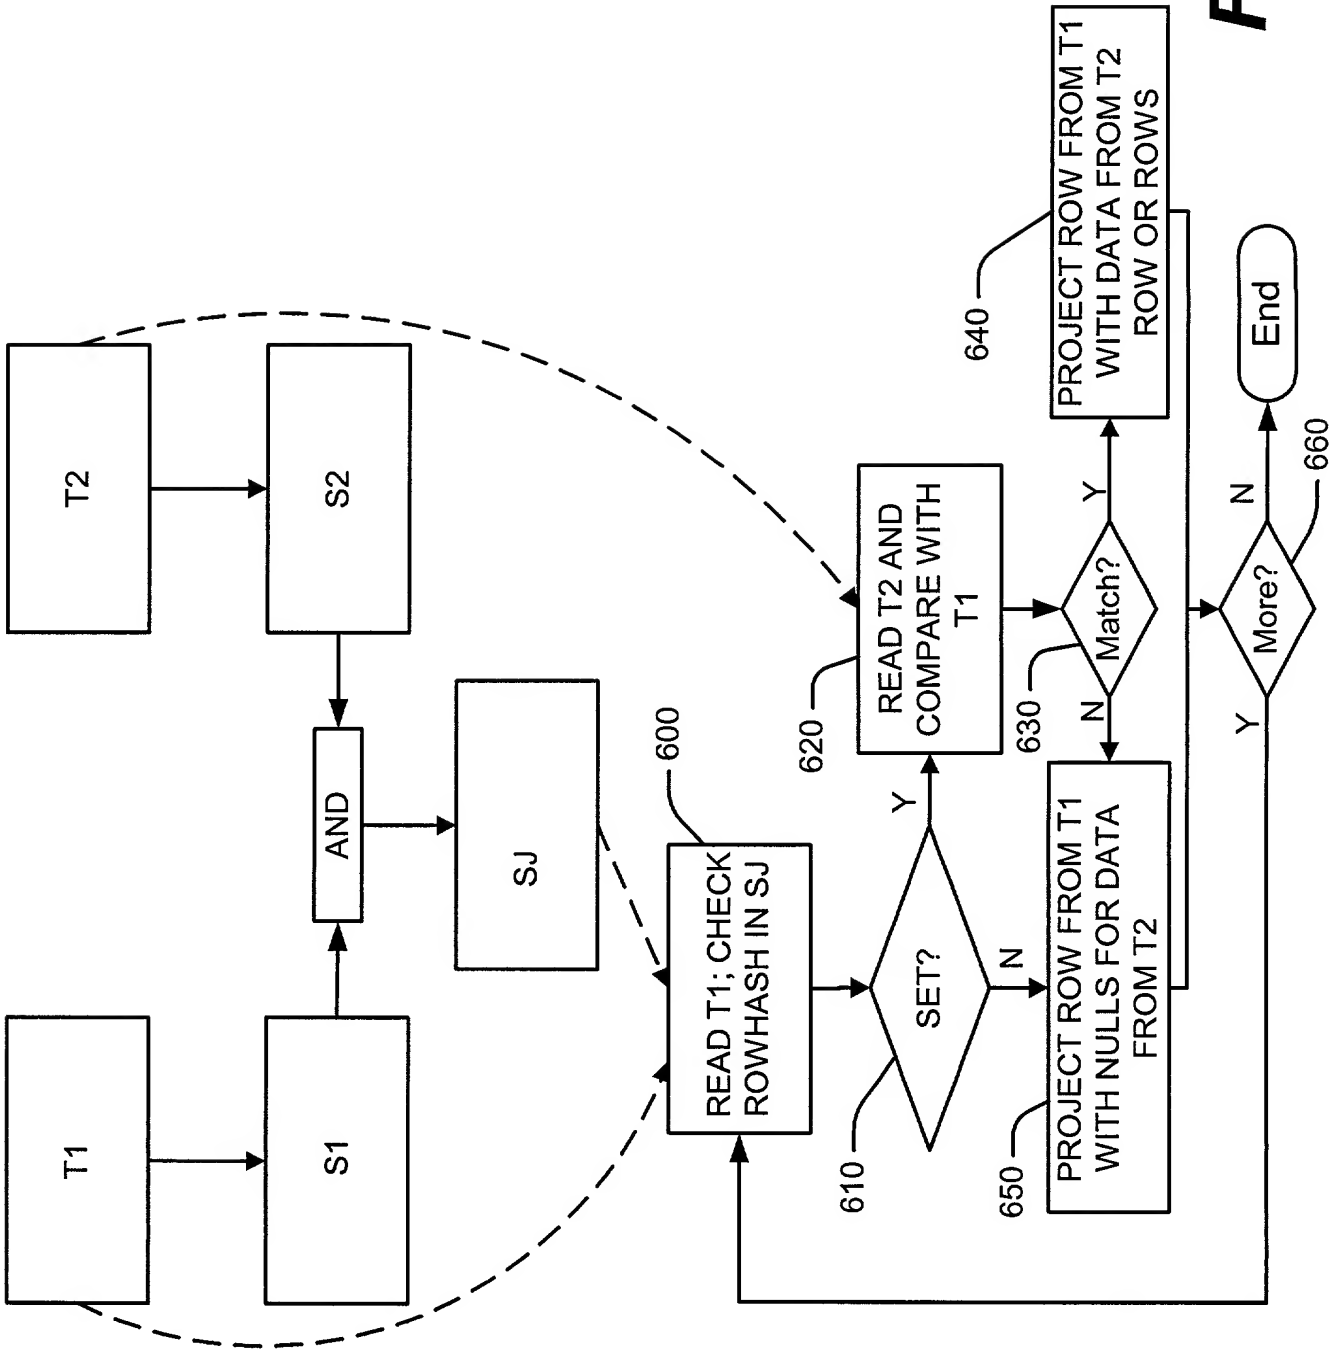 T1
T2
S1
S2
AND
SJ
600
READ T1; CHECK
ROWHASH IN SJ
610
SET?
Y
N
620
READ T2 AND
COMPARE WITH
T1
630
Match?
Y
N
640
PROJECT ROW FROM T1
WITH DATA FROM T2
ROW OR ROWS
650
PROJECT ROW FROM T1
WITH NULLS FOR DATA
FROM T2
More?
660
Y
N
End
F